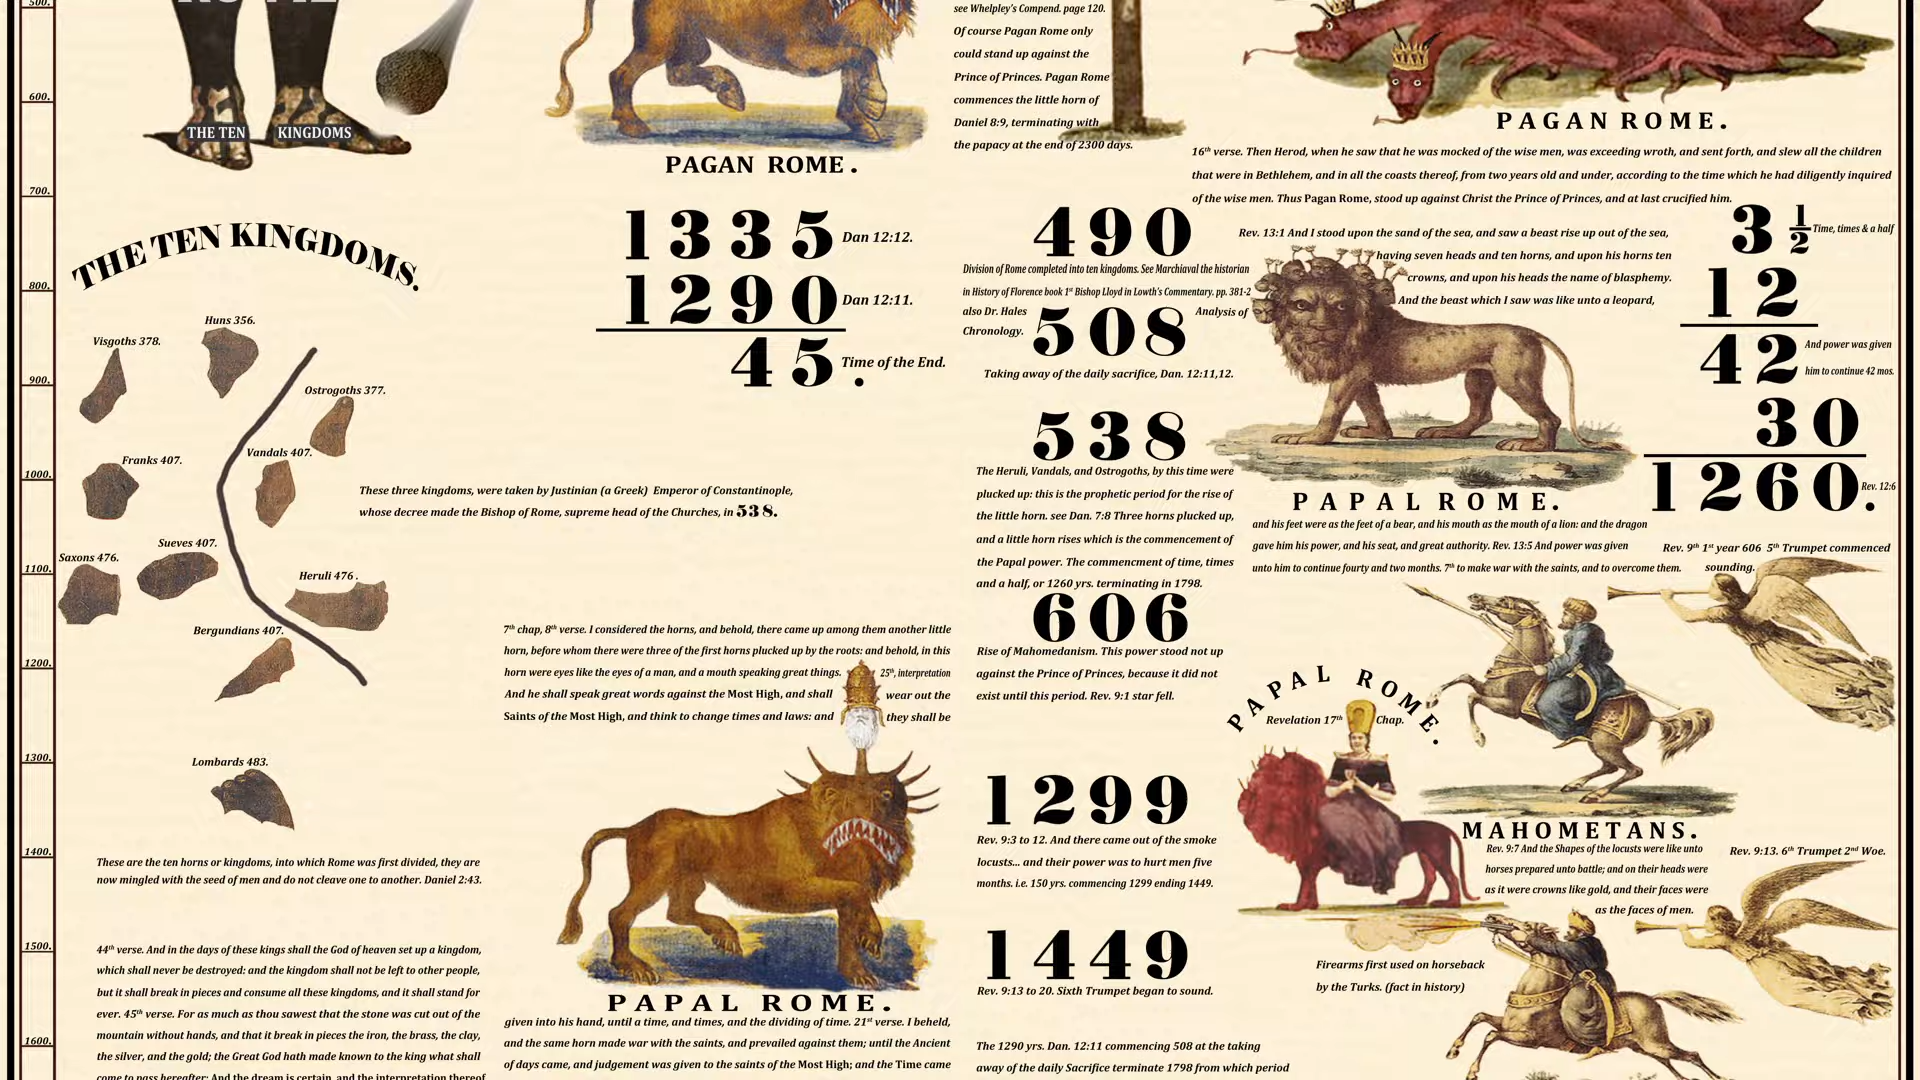 500.
600.
700.
800.
900.
1000.
1100.
1200.
1300.
1400.
1500.
1600.
THE TEN KINGDOMS
THE TEN KINGDOMS.
Huns 356.
Visgoths 378.
Ostrogoths 377.
Vandals 407.
Franks 407.
Sueves 407.
Saxons 476.
Heruli 476 .
Bergundians 407.
Lombards 483.
These three kingdoms, were taken by Justinian (a Greek) Emperor of Constantinople,
whose decree made the Bishop of Rome, supreme head of the Churches, in 538.
These are the ten horns or kingdoms, into which Rome was first divided, they are
now mingled with the seed of men and do not cleave one to another. Daniel 2:43.
44th verse. And in the days of these kings shall the God of heaven set up a kingdom,
which shall never be destroyed: and the kingdom shall not be left to other people,
but it shall break in pieces and consume all these kingdoms, and it shall stand for
ever. 45th verse. For as much as thou sawest that the stone was cut out of the
mountain without hands, and that it break in pieces the iron, the brass, the clay,
the silver, and the gold; the Great God hath made known to the king what shall
come to pass hereafter: And the dream is certain, and the interpretation thereof
PAGAN ROME.
1335 Dan 12:12.
1290 Dan 12:11.
45. Time of the End.
7th chap, 8th verse. I considered the horns, and behold, there came up among them another little
horn, before whom there were three of the first horns plucked up by the roots: and behold, in this
horn were eyes like the eyes of a man, and a mouth speaking great things. 25th, interpretation
And he shall speak great words against the Most High, and shall wear out the
Saints of the Most High, and think to change times and laws: and they shall be
PAPAL ROME.
given into his hand, until a time, and times, and the dividing of time. 21st verse. I beheld,
and the same horn made war with the saints, and prevailed against them; until the Ancient
of days came, and judgement was given to the saints of the Most High; and the Time came
see Whelpley's Compend. page 120.
Of course Pagan Rome only
could stand up against the
Prince of Princes. Pagan Rome
commences the little horn of
Daniel 8:9, terminating with
the papacy at the end of 2300 days.
490
Division of Rome completed into ten kingdoms. See Marchiaval the historian
in History of Florence book 1st Bishop Lloyd in Lowth's Commentary. pp. 381-2
also Dr. Hales Analysis of
Chronology.
508
Taking away of the daily sacrifice, Dan. 12:11,12.
538
The Heruli, Vandals, and Ostrogoths, by this time were
plucked up: this is the prophetic period for the rise of
the little horn. see Dan. 7:8 Three horns plucked up,
and a little horn rises which is the commencement of
the Papal power. The commencment of time, times
and a half, or 1260 yrs. terminating in 1798.
606
Rise of Mahomedanism. This power stood not up
against the Prince of Princes, because it did not
exist until this period. Rev. 9:1 star fell.
1299
Rev. 9:3 to 12. And there came out of the smoke
locusts... and their power was to hurt men five
months. i.e. 150 yrs. commencing 1299 ending 1449.
1449
Rev. 9:13 to 20. Sixth Trumpet began to sound.
The 1290 yrs. Dan. 12:11 commencing 508 at the taking
away of the daily Sacrifice terminate 1798 from which period
PAGAN ROME.
16th verse. Then Herod, when he saw that he was mocked of the wise men, was exceeding wroth, and sent forth, and slew all the children
that were in Bethlehem, and in all the coasts thereof, from two years old and under, according to the time which he had diligently inquired
of the wise men. Thus Pagan Rome, stood up against Christ the Prince of Princes, and at last crucified him.
Rev. 13:1 And I stood upon the sand of the sea, and saw a beast rise up out of the sea,
having seven heads and ten horns, and upon his horns ten
crowns, and upon his heads the name of blasphemy.
And the beast which I saw was like unto a leopard,
3 1/2 Time, times & a half
12
42 And power was given
him to continue 42 mos.
30
1260. Rev. 12:6
PAPAL ROME.
and his feet were as the feet of a bear, and his mouth as the mouth of a lion: and the dragon
gave him his power, and his seat, and great authority. Rev. 13:5 And power was given
unto him to continue fourty and two months. 7th to make war with the saints, and to overcome them.
Rev. 9th 1st year 606 5th Trumpet commenced
sounding.
PAPAL ROME.
Revelation 17th Chap.
MAHOMETANS.
Rev. 9:7 And the Shapes of the locusts were like unto
horses prepared unto battle; and on their heads were
as it were crowns like gold, and their faces were
as the faces of men.
Rev. 9:13. 6th Trumpet 2nd Woe.
Firearms first used on horseback
by the Turks. (fact in history)